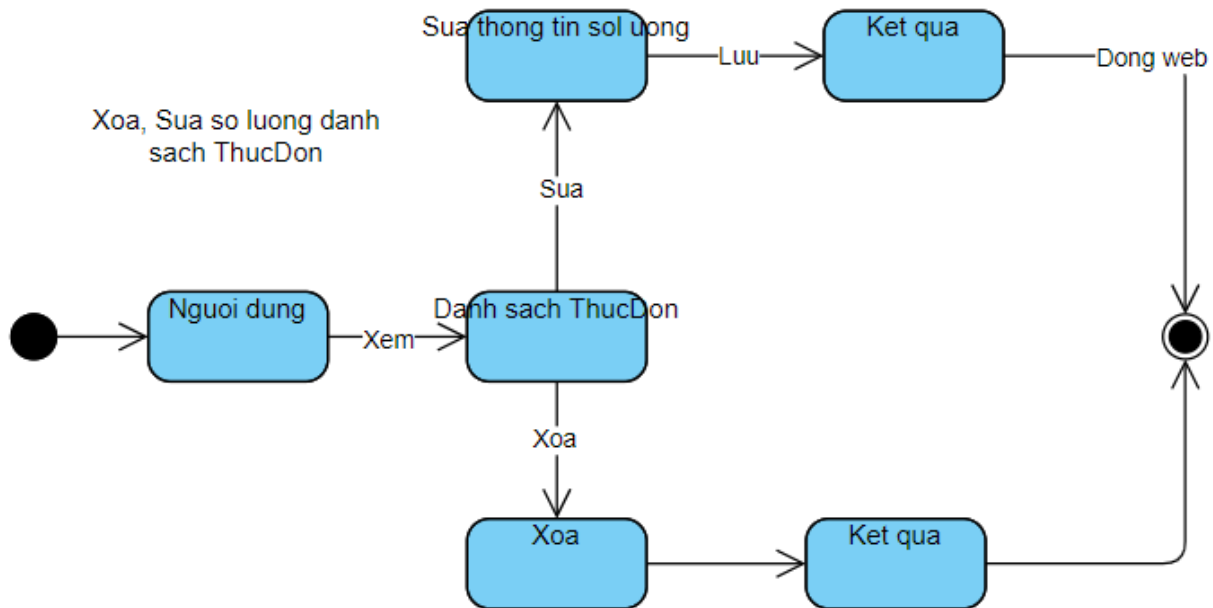 Sua thong tin sol uong
Luu
Ket qua
Dong web
Xoa, Sua so luong danh
sach ThucDon
Sua
Nguoi dung
Xem
Danh sach ThucDon
Xoa
Xoa
Ket qua